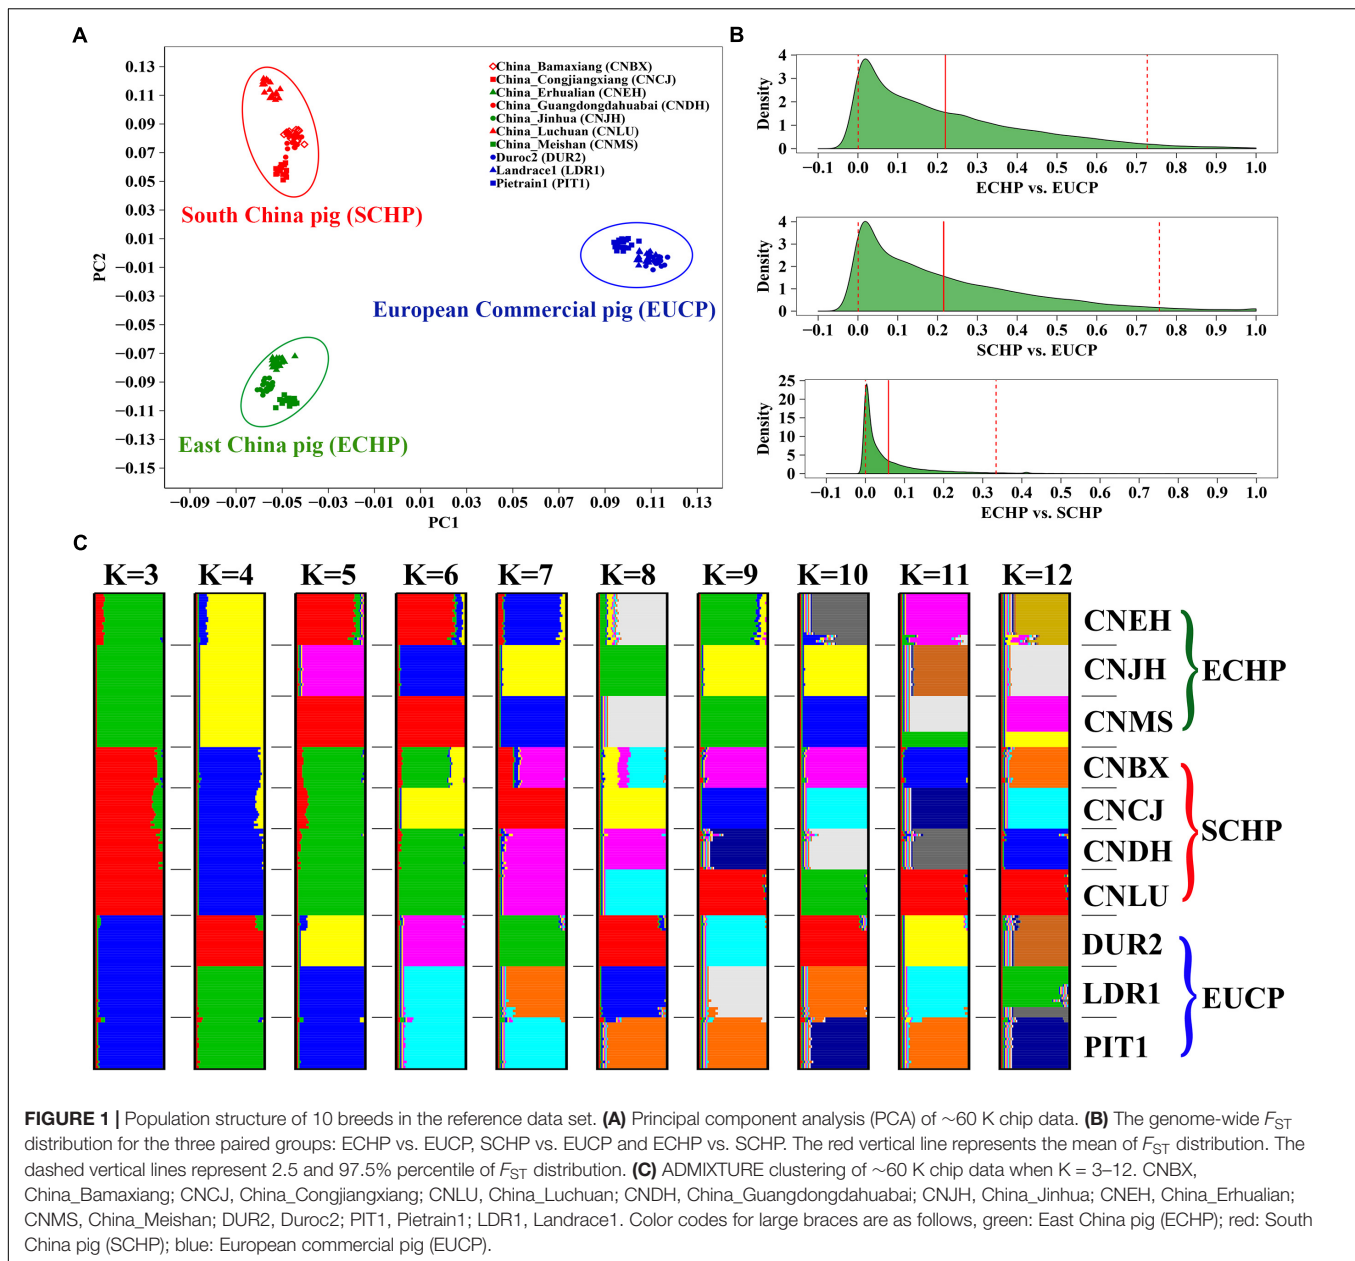 A
0.13
0.11
0.09
0.07
0.05
0.03
0.01
−0.01
−0.03
−0.05
−0.07
−0.09
−0.11
−0.13
−0.15
PC2
China_Bamaxiang (CNBX)
China_Congjiangxiang (CNCJ)
China_Erhualian (CNEH)
China_Guangdongdahuabai (CNDH)
China_Jinhua (CNJH)
China_Luchuan (CNLU)
China_Meishan (CNMS)
Duroc2 (DUR2)
Landrace1 (LDR1)
Pietrain1 (PIT1)
South China pig (SCHP)
European Commercial pig (EUCP)
East China pig (ECHP)
−0.09 −0.07 −0.05 −0.03 −0.01 0.01 0.03 0.05 0.07 0.09 0.11 0.13
PC1
B
4
3
2
1
0
Density
−0.1 0.0 0.1 0.2 0.3 0.4 0.5 0.6 0.7 0.8 0.9 1.0
ECHP vs. EUCP
4
3
2
1
0
Density
−0.1 0.0 0.1 0.2 0.3 0.4 0.5 0.6 0.7 0.8 0.9 1.0
SCHP vs. EUCP
25
20
15
10
5
0
Density
−0.1 0.0 0.1 0.2 0.3 0.4 0.5 0.6 0.7 0.8 0.9 1.0
ECHP vs. SCHP
C
K=3 K=4 K=5 K=6 K=7 K=8 K=9 K=10 K=11 K=12
CNEH
CNJH
CNMS
ECHP
CNBX
CNCJ
CNDH
CNLU
SCHP
DUR2
LDR1
PIT1
EUCP
FIGURE 1 | Population structure of 10 breeds in the reference data set. (A) Principal component analysis (PCA) of ∼60 K chip data. (B) The genome-wide FST
distribution for the three paired groups: ECHP vs. EUCP, SCHP vs. EUCP and ECHP vs. SCHP. The red vertical line represents the mean of FST distribution. The
dashed vertical lines represent 2.5 and 97.5% percentile of FST distribution. (C) ADMIXTURE clustering of ∼60 K chip data when K = 3–12. CNBX,
China_Bamaxiang; CNCJ, China_Congjiangxiang; CNLU, China_Luchuan; CNDH, China_Guangdongdahuabai; CNJH, China_Jinhua; CNEH, China_Erhualian;
CNMS, China_Meishan; DUR2, Duroc2; PIT1, Pietrain1; LDR1, Landrace1. Color codes for large braces are as follows, green: East China pig (ECHP); red: South
China pig (SCHP); blue: European commercial pig (EUCP).